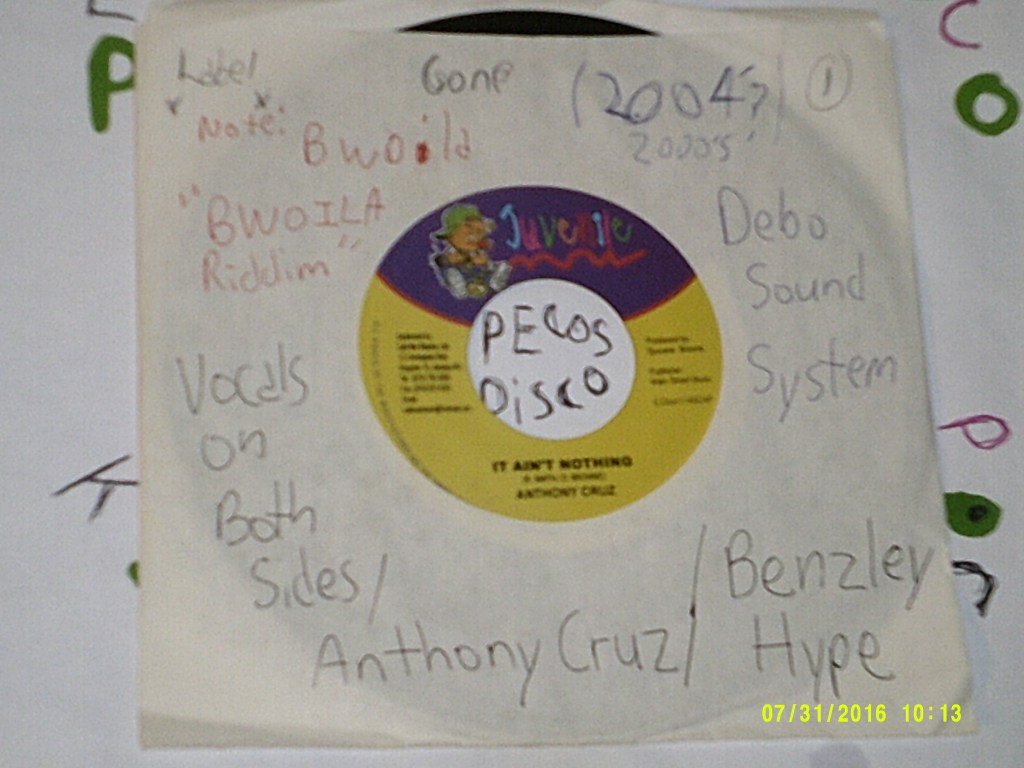 Label
Gone
(2004?)
1
2000's
Note:
Bwoila
"BWOILA
Riddim"
Debo
Sound
System
Juvenile
PECOS
DISCO
Vocals
on
Both
Sides/
IT AIN'T NOTHING
ANTHONY CRUZ
Anthony Cruz/
/Benzley
Hype
P
C
O
P
07/31/2016 10:13